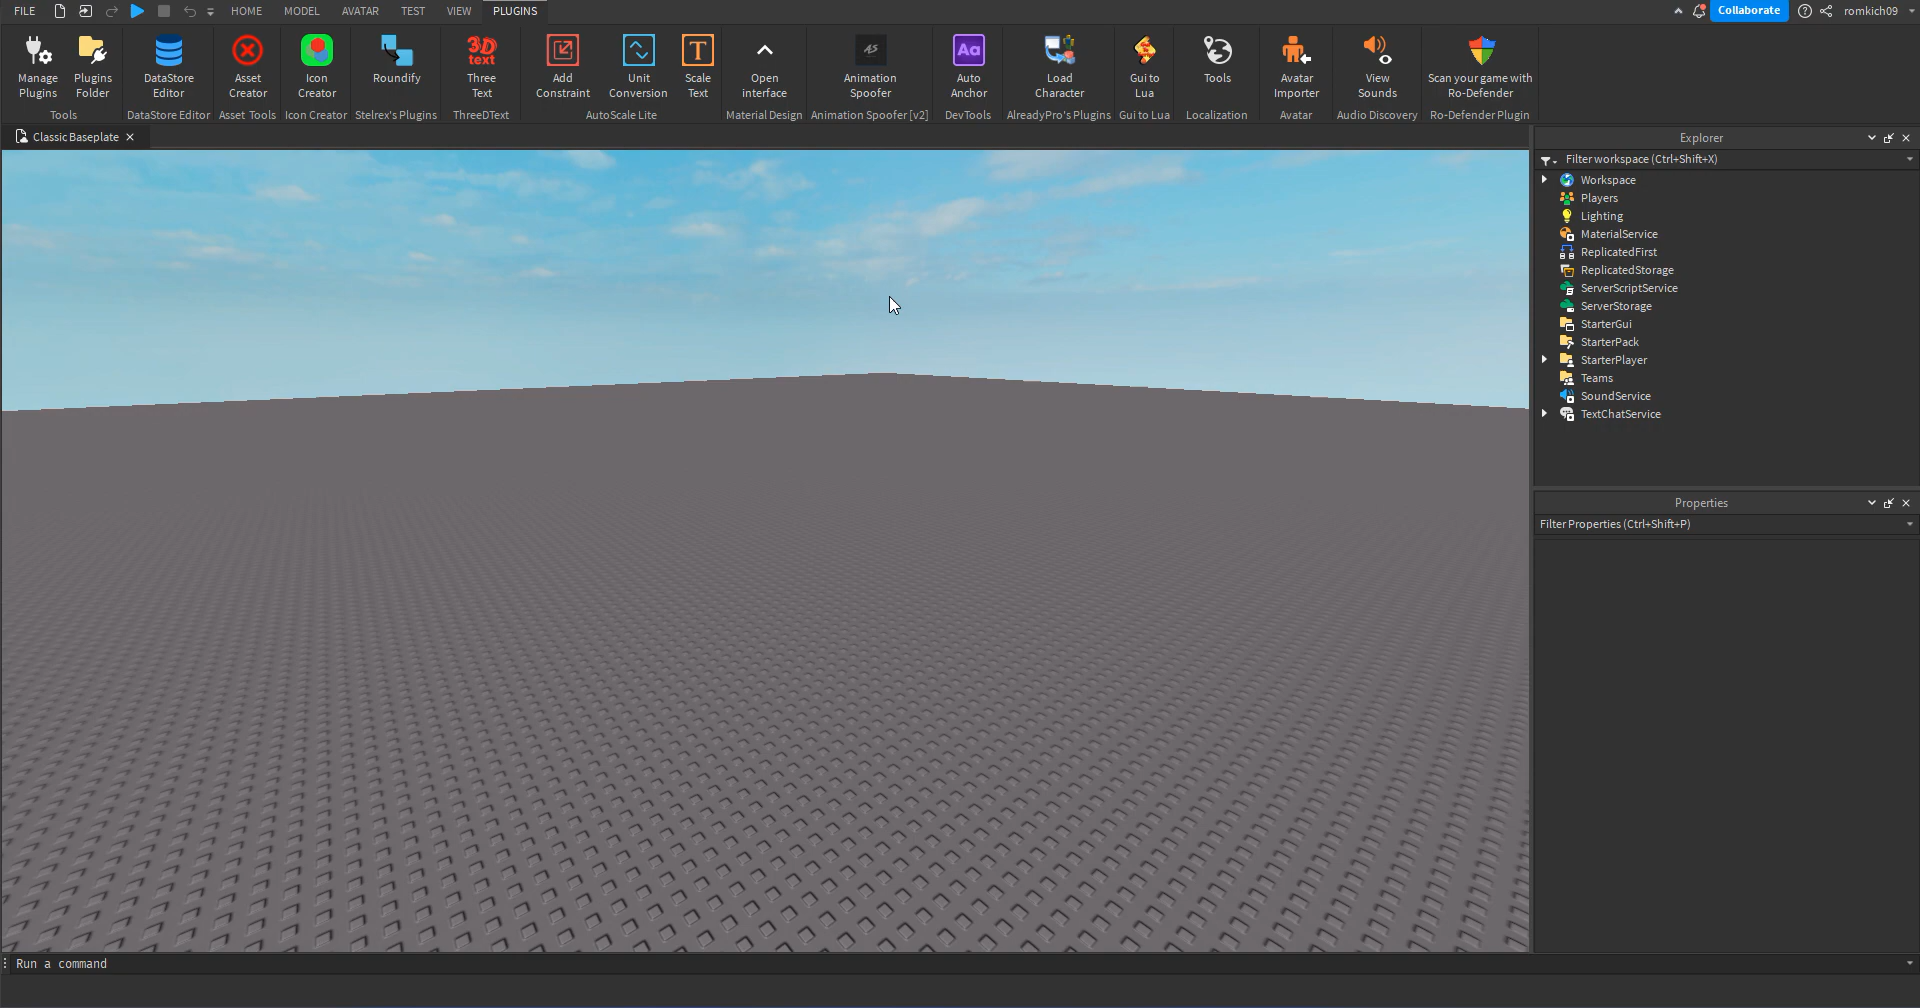 FILE HOME MODEL AVATAR TEST VIEW PLUGINS Collaborate romkich09
Manage Plugins
Plugins Folder
Tools
DataStore Editor
DataStore Editor
Asset Creator
Asset Tools
Icon Creator
Icon Creator
Roundify
Stelrex's Plugins
3D text
Three Text
ThreeDText
Add Constraint
Unit Conversion
T
Scale Text
AutoScale Lite
Open interface
Material Design
AS
Animation Spoofer
Animation Spoofer [v2]
Aa
Auto Anchor
DevTools
Load Character
AlreadyPro's Plugins
Gui to Lua
Gui to Lua
Tools
Localization
Avatar Importer
Avatar
View Sounds
Audio Discovery
Scan your game with Ro-Defender
Ro-Defender Plugin
Classic Baseplate
Explorer
Filter workspace (Ctrl+Shift+X)
Workspace
Players
Lighting
MaterialService
ReplicatedFirst
ReplicatedStorage
ServerScriptService
ServerStorage
StarterGui
StarterPack
StarterPlayer
Teams
SoundService
TextChatService
Properties
Filter Properties (Ctrl+Shift+P)
Run a command